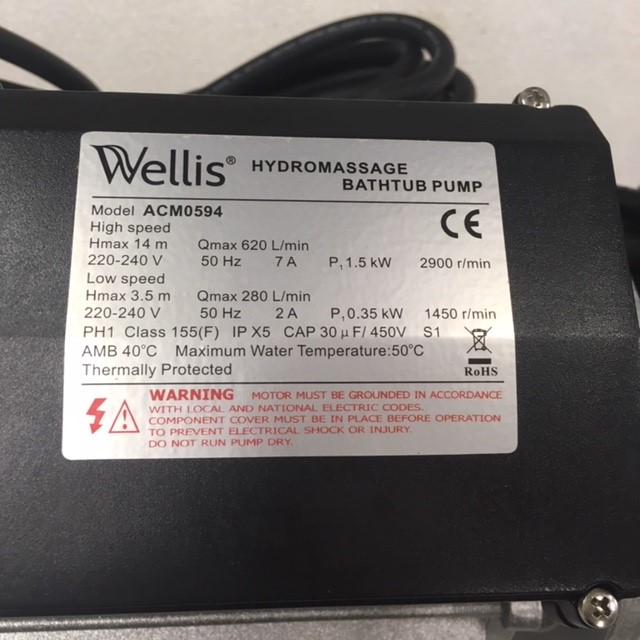 Wellis® HYDROMASSAGE
BATHTUB PUMP
Model ACM0594
High speed
Hmax 14 m Qmax 620 L/min
220-240 V 50 Hz 7 A P₁ 1.5 kW 2900 r/min
Low speed
Hmax 3.5 m Qmax 280 L/min
220-240 V 50 Hz 2 A P₁ 0.35 kW 1450 r/min
PH1 Class 155(F) IP X5 CAP 30 μF/ 450V S1
AMB 40°C Maximum Water Temperature:50°C
Thermally Protected
CE
RoHS
WARNING MOTOR MUST BE GROUNDED IN ACCORDANCE
WITH LOCAL AND NATIONAL ELECTRIC CODES.
COMPONENT COVER MUST BE IN PLACE BEFORE OPERATION
TO PREVENT ELECTRICAL SHOCK OR INJURY.
DO NOT RUN PUMP DRY.